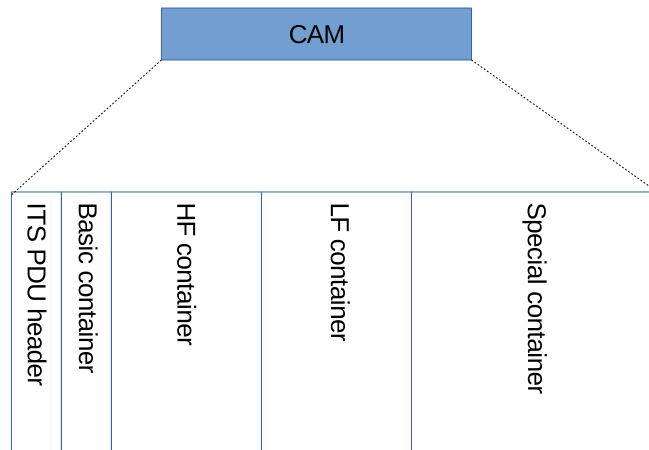 CAM
ITS PDU header
Basic container
HF container
LF container
Special container